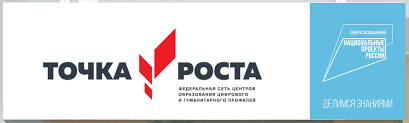 ТОЧКА РОСТА
ФЕДЕРАЛЬНАЯ СЕТЬ ЦЕНТРОВ
ОБРАЗОВАНИЯ ЦИФРОВОГО
И ГУМАНИТАРНОГО ПРОФИЛЕЙ
ОБРАЗОВАНИЕ
НАЦИОНАЛЬНЫЕ
ПРОЕКТЫ
РОССИИ
ДЕЛИМСЯ ЗНАНИЯМИ